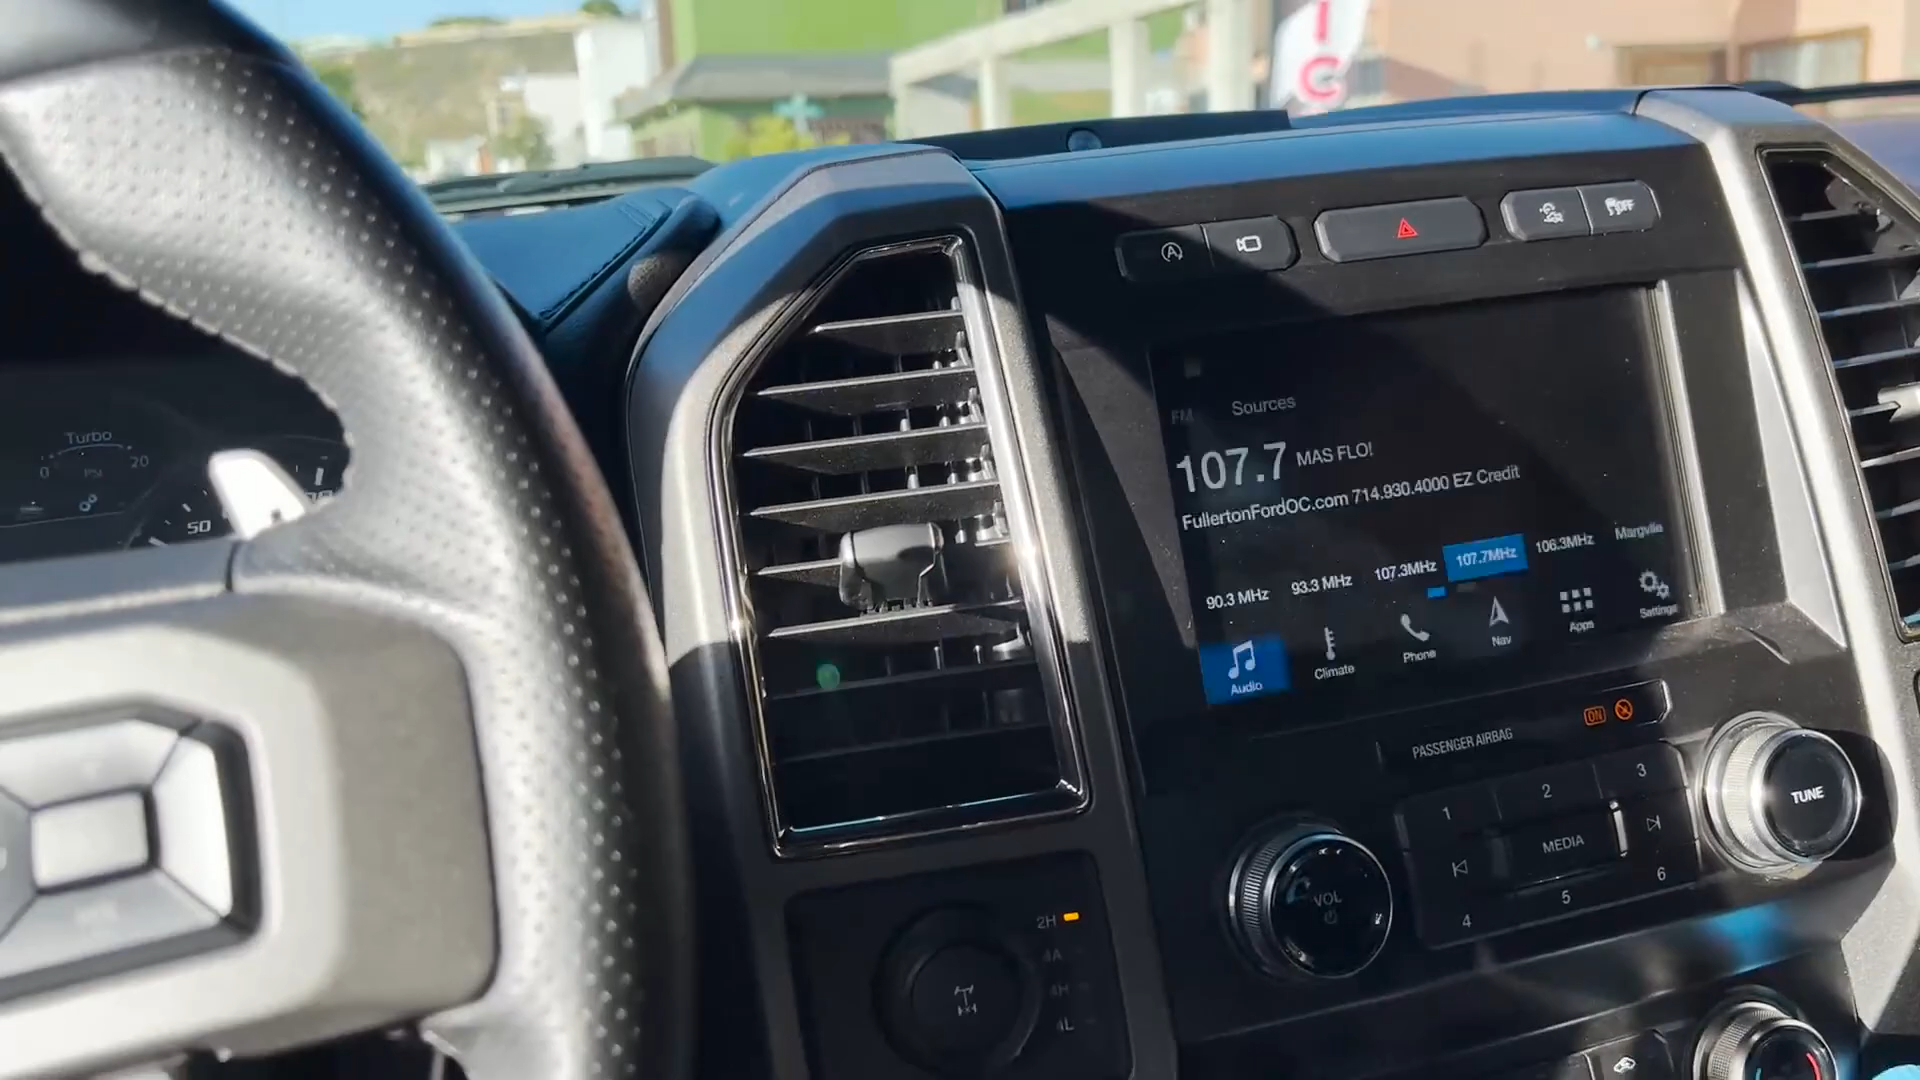 I
C
OFF
Turbo
0 20
PSI
50
FM Sources
107.7 MAS FLO!
FullertonFordOC.com 714.930.4000 EZ Credit
90.3 MHz 93.3 MHz 107.3MHz 107.7MHz 106.3MHz Margville
Audio Climate Phone Nav Apps Settings
PASSENGER AIRBAG ON
1 2 3
MEDIA
4 5 6
VOL
TUNE
2H
4A
4H
4L